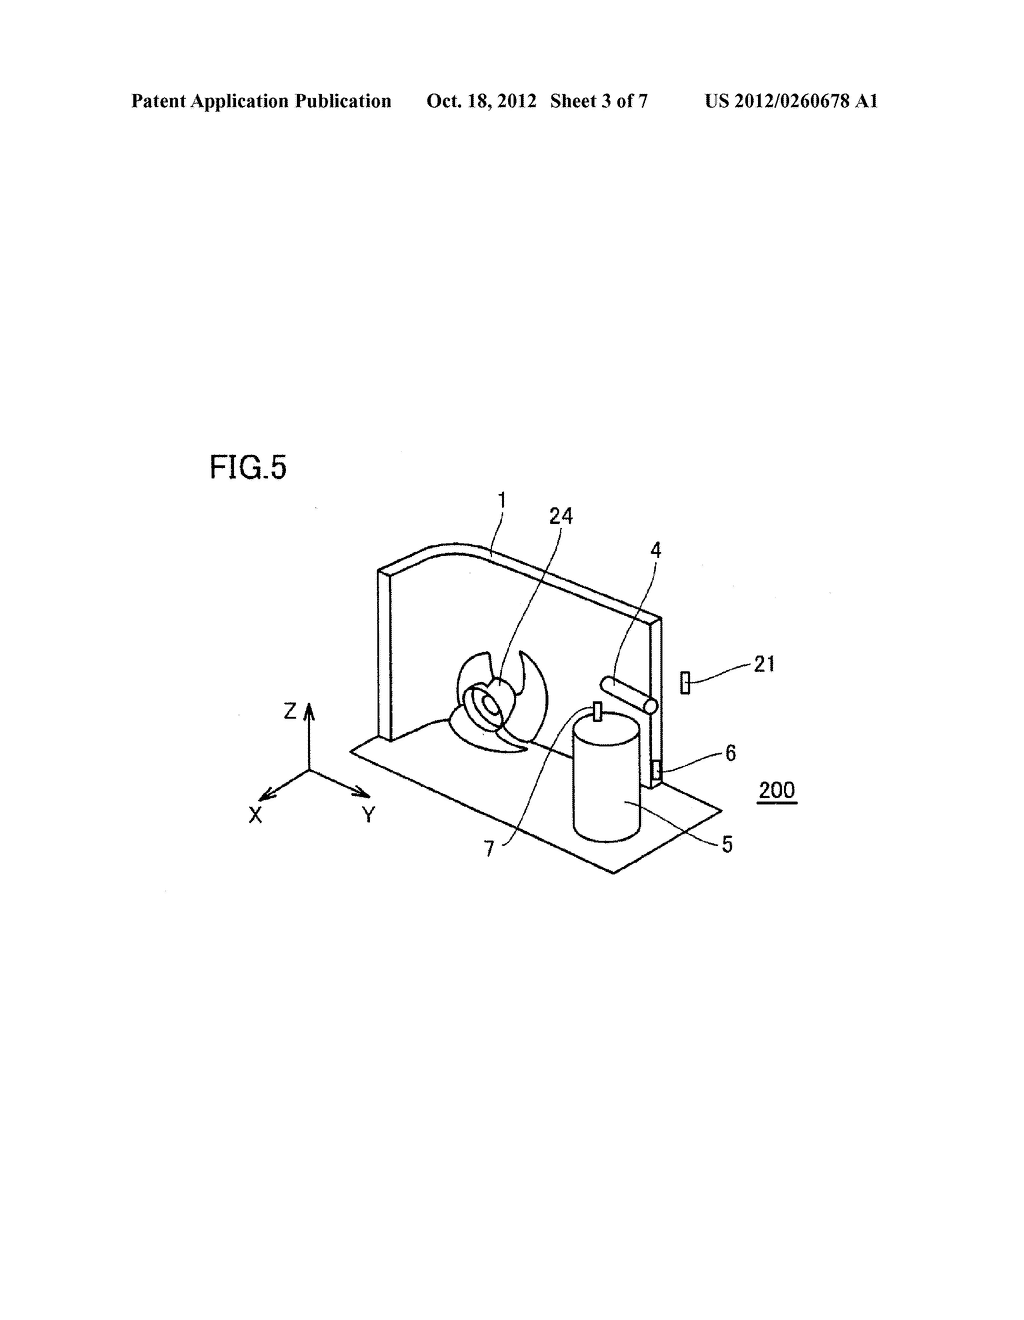 Patent Application Publication Oct. 18, 2012 Sheet 3 of 7 US 2012/0260678 A1
FIG.5
1
24
4
21
Z
6
200
X
Y
7
5